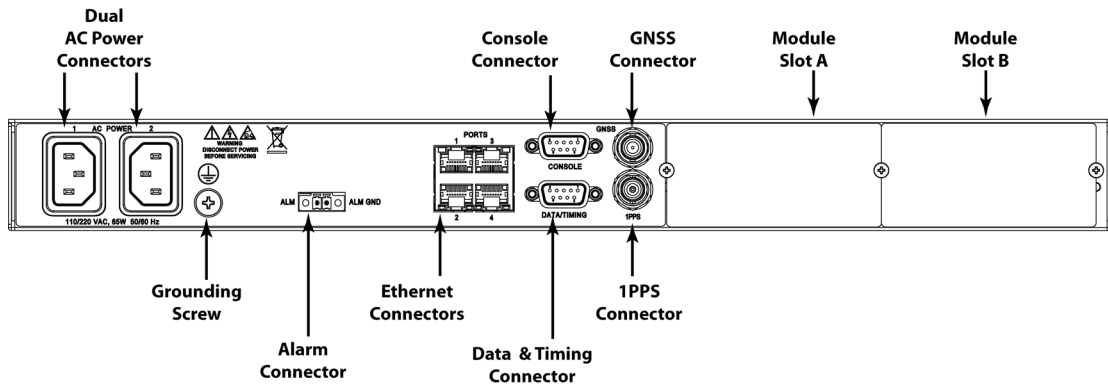 Dual
AC Power
Connectors
Console
Connector
GNSS
Connector
Module
Slot A
Module
Slot B
1 AC POWER 2
WARNING
DISCONNECT POWER
BEFORE SERVICING
PORTS
1 3
GNSS
CONSOLE
ALM
ALM GND
110/220 VAC, 65W 50/60 Hz
2 4
DATA/TIMING
1PPS
Grounding
Screw
Ethernet
Connectors
1PPS
Connector
Alarm
Connector
Data & Timing
Connector